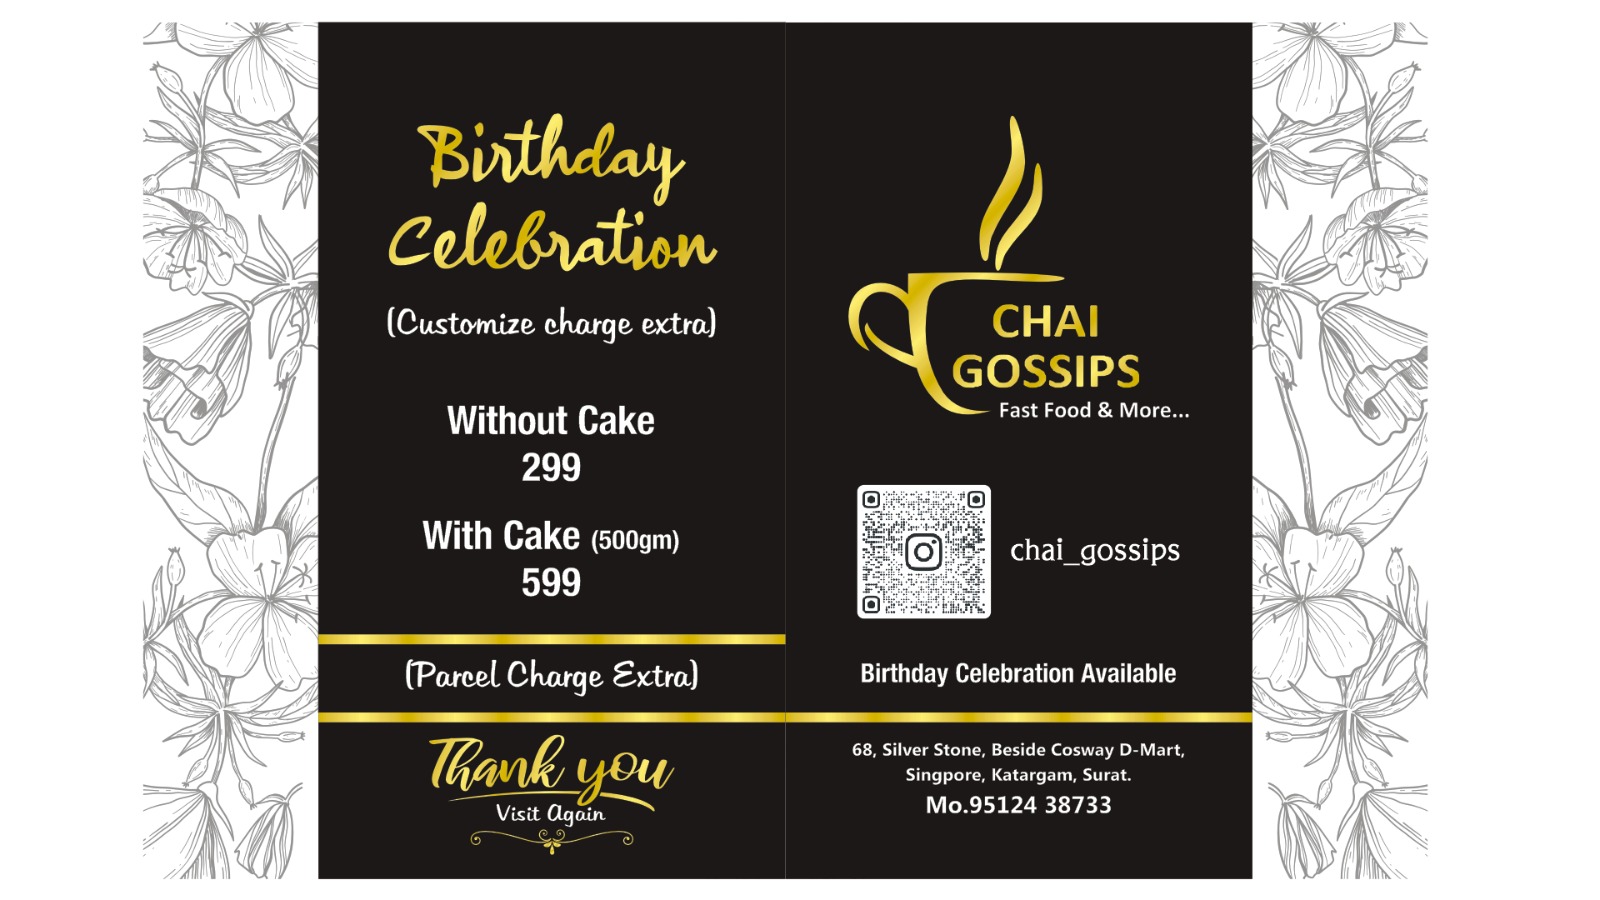 Birthday
Celebration
(Customize charge extra)
Without Cake
299
With Cake (500gm)
599
(Parcel Charge Extra)
Thank you
Visit Again
CHAI
GOSSIPS
Fast Food & More...
chai_gossips
Birthday Celebration Available
68, Silver Stone, Beside Cosway D-Mart,
Singpore, Katargam, Surat.
Mo.95124 38733